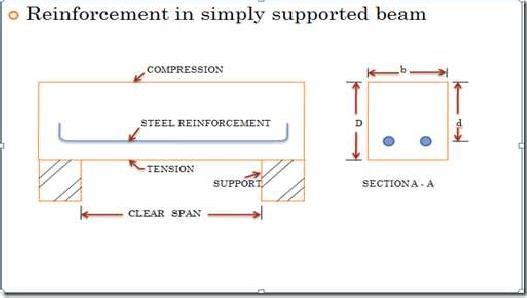 Reinforcement in simply supported beam
COMPRESSION
b
STEEL REINFORCEMENT
D
d
TENSION
SUPPORT
SECTION A - A
CLEAR SPAN